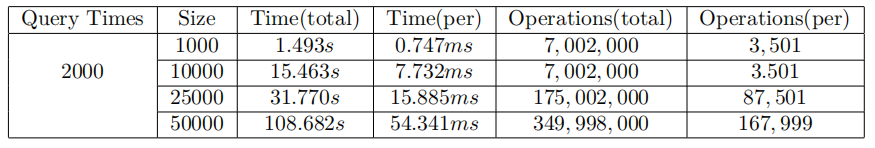 Query Times Size Time(total) Time(per) Operations(total) Operations(per)
1000 1.493s 0.747ms 7,002,000 3,501
2000 10000 15.463s 7.732ms 7,002,000 3.501
25000 31.770s 15.885ms 175,002,000 87,501
50000 108.682s 54.341ms 349,998,000 167,999